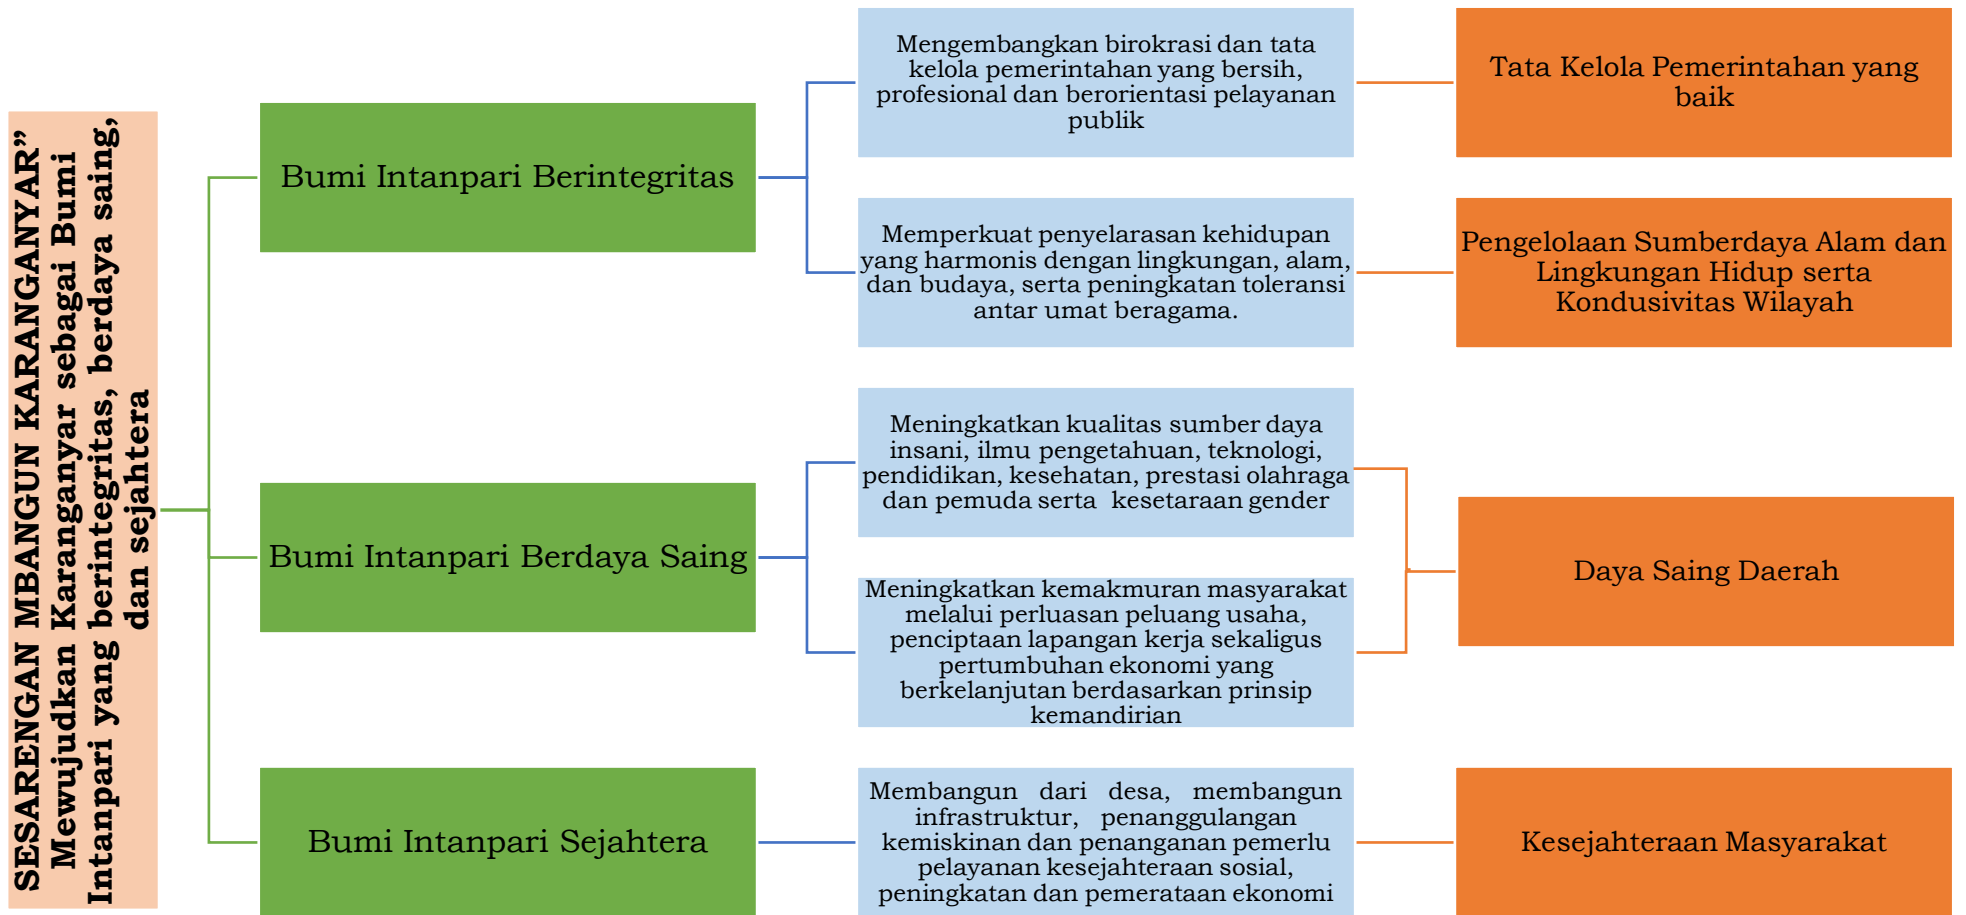 SESARENGAN MBANGUN KARANGANYAR”
Mewujudkan Karanganyar sebagai Bumi
Intanpari yang berintegritas, berdaya saing,
dan sejahtera
Bumi Intanpari Berintegritas
Mengembangkan birokrasi dan tata
kelola pemerintahan yang bersih,
profesional dan berorientasi pelayanan
publik
Tata Kelola Pemerintahan yang
baik
Memperkuat penyelarasan kehidupan
yang harmonis dengan lingkungan, alam,
dan budaya, serta peningkatan toleransi
antar umat beragama.
Pengelolaan Sumberdaya Alam dan
Lingkungan Hidup serta
Kondusivitas Wilayah
Bumi Intanpari Berdaya Saing
Meningkatkan kualitas sumber daya
insani, ilmu pengetahuan, teknologi,
pendidikan, kesehatan, prestasi olahraga
dan pemuda serta kesetaraan gender
Meningkatkan kemakmuran masyarakat
melalui perluasan peluang usaha,
penciptaan lapangan kerja sekaligus
pertumbuhan ekonomi yang
berkelanjutan berdasarkan prinsip
kemandirian
Daya Saing Daerah
Bumi Intanpari Sejahtera
Membangun dari desa, membangun
infrastruktur, penanggulangan
kemiskinan dan penanganan pemerlu
pelayanan kesejahteraan sosial,
peningkatan dan pemerataan ekonomi
Kesejahteraan Masyarakat